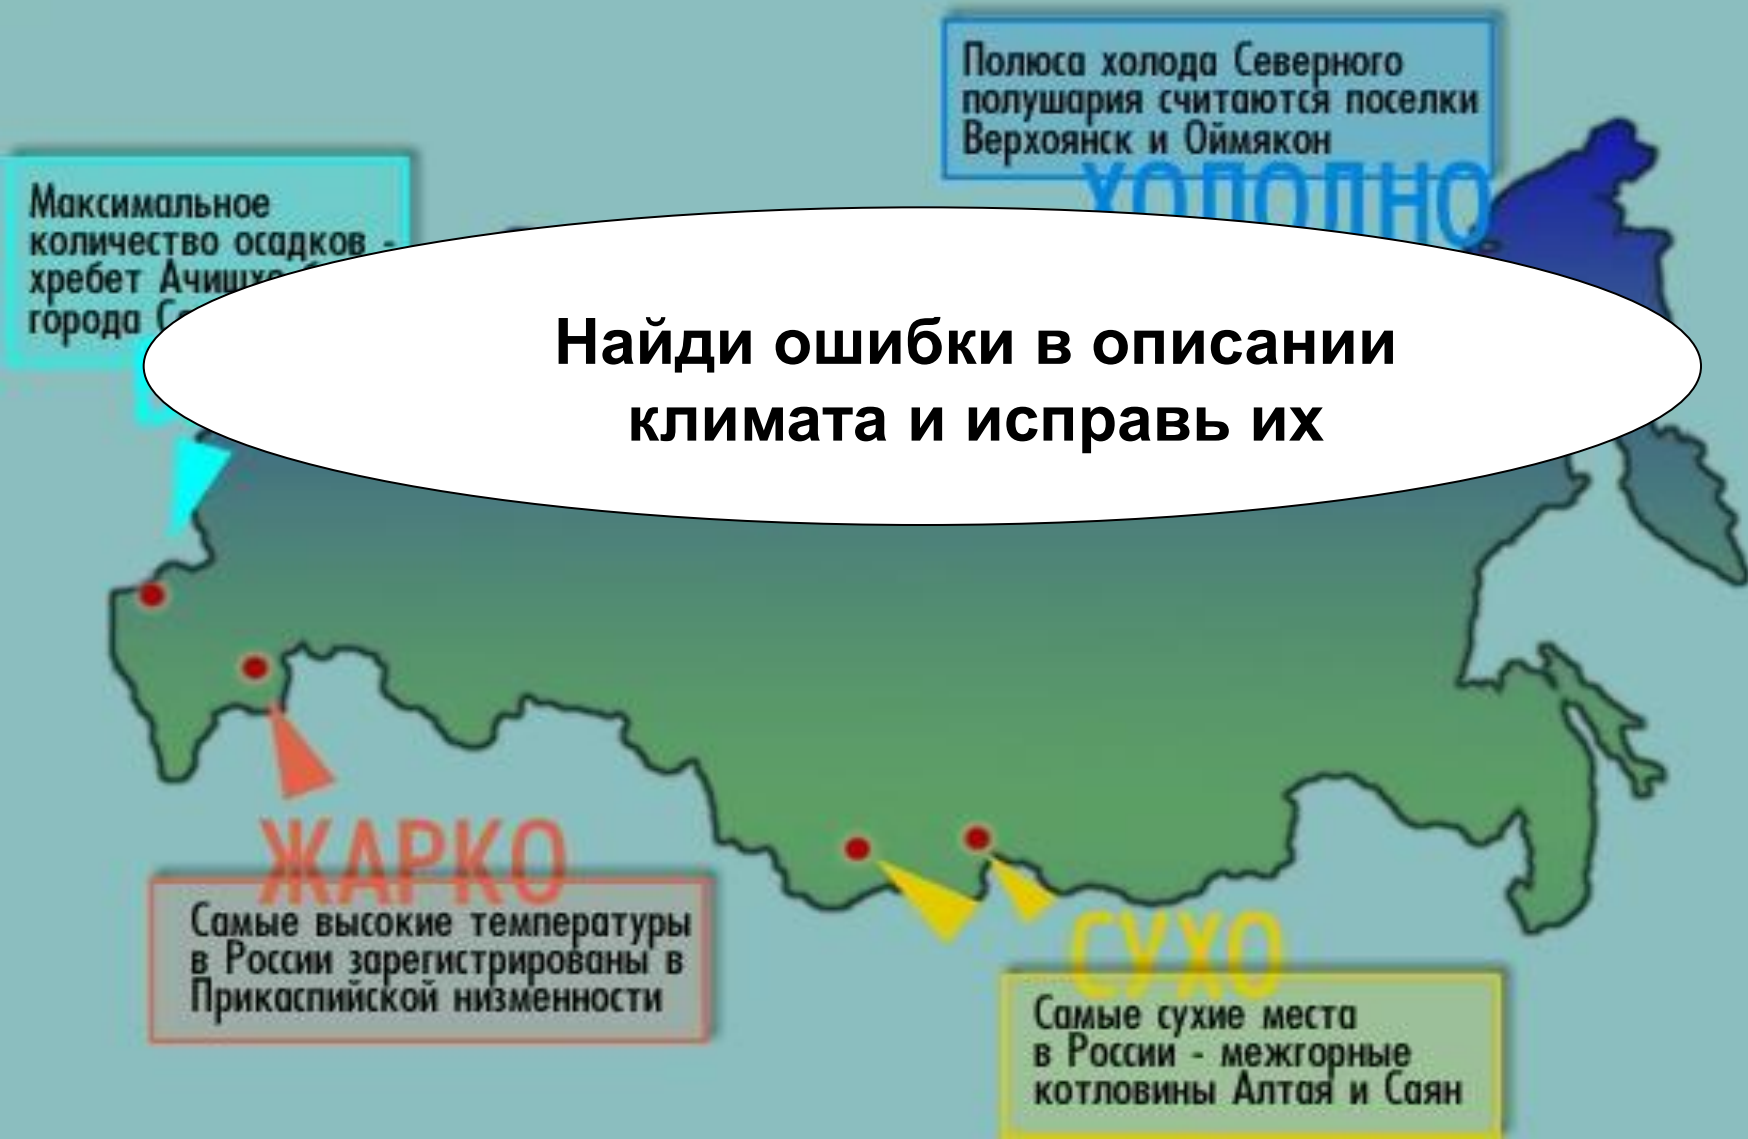 Полюса холода Северного
полушария считаются поселки
Верхоянск и Оймякон
ХОЛОДНО
Максимальное
количество осадков -
хребет
города
Найди ошибки в описании
климата и исправь их
ЖАРКО
Самые высокие температуры
в России зарегистрированы в
Прикаспийской низменности
СУХО
Самые сухие места
в России - межгорные
котловины Алтая и Саян